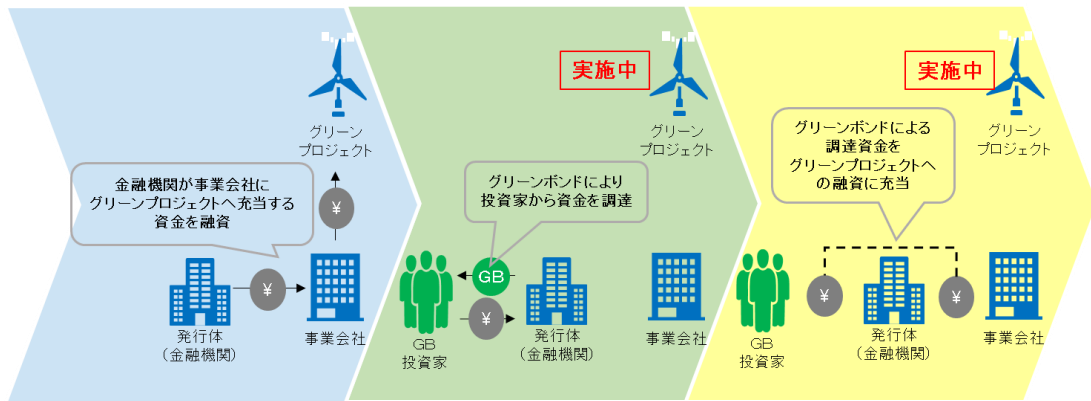 グリーン
プロジェクト
金融機関が事業会社に
グリーンプロジェクトへ充当する
資金を融資
¥
¥
発行体
(金融機関)
事業会社
実施中
グリーン
プロジェクト
グリーンボンドにより
投資家から資金を調達
GB
¥
GB
投資家
発行体
(金融機関)
事業会社
実施中
グリーン
プロジェクト
グリーンボンドによる
調達資金を
グリーンプロジェクトへ
の融資に充当
¥
¥
GB
投資家
発行体
(金融機関)
事業会社